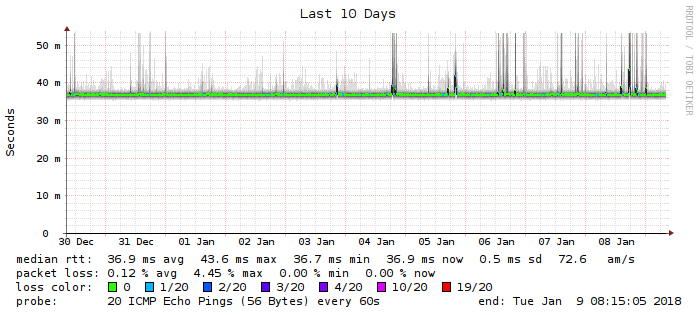 Last 10 Days
RRDTOOL / TOBI OETIKER
Seconds
50 m
40 m
30 m
20 m
10 m
0
30 Dec 31 Dec 01 Jan 02 Jan 03 Jan 04 Jan 05 Jan 06 Jan 07 Jan 08 Jan
median rtt: 36.9 ms avg 43.6 ms max 36.7 ms min 36.9 ms now 0.5 ms sd 72.6 am/s
packet loss: 0.12 % avg 4.45 % max 0.00 % min 0.00 % now
loss color: 0 1/20 2/20 3/20 4/20 10/20 19/20
probe: 20 ICMP Echo Pings (56 Bytes) every 60s end: Tue Jan 9 08:15:05 2018